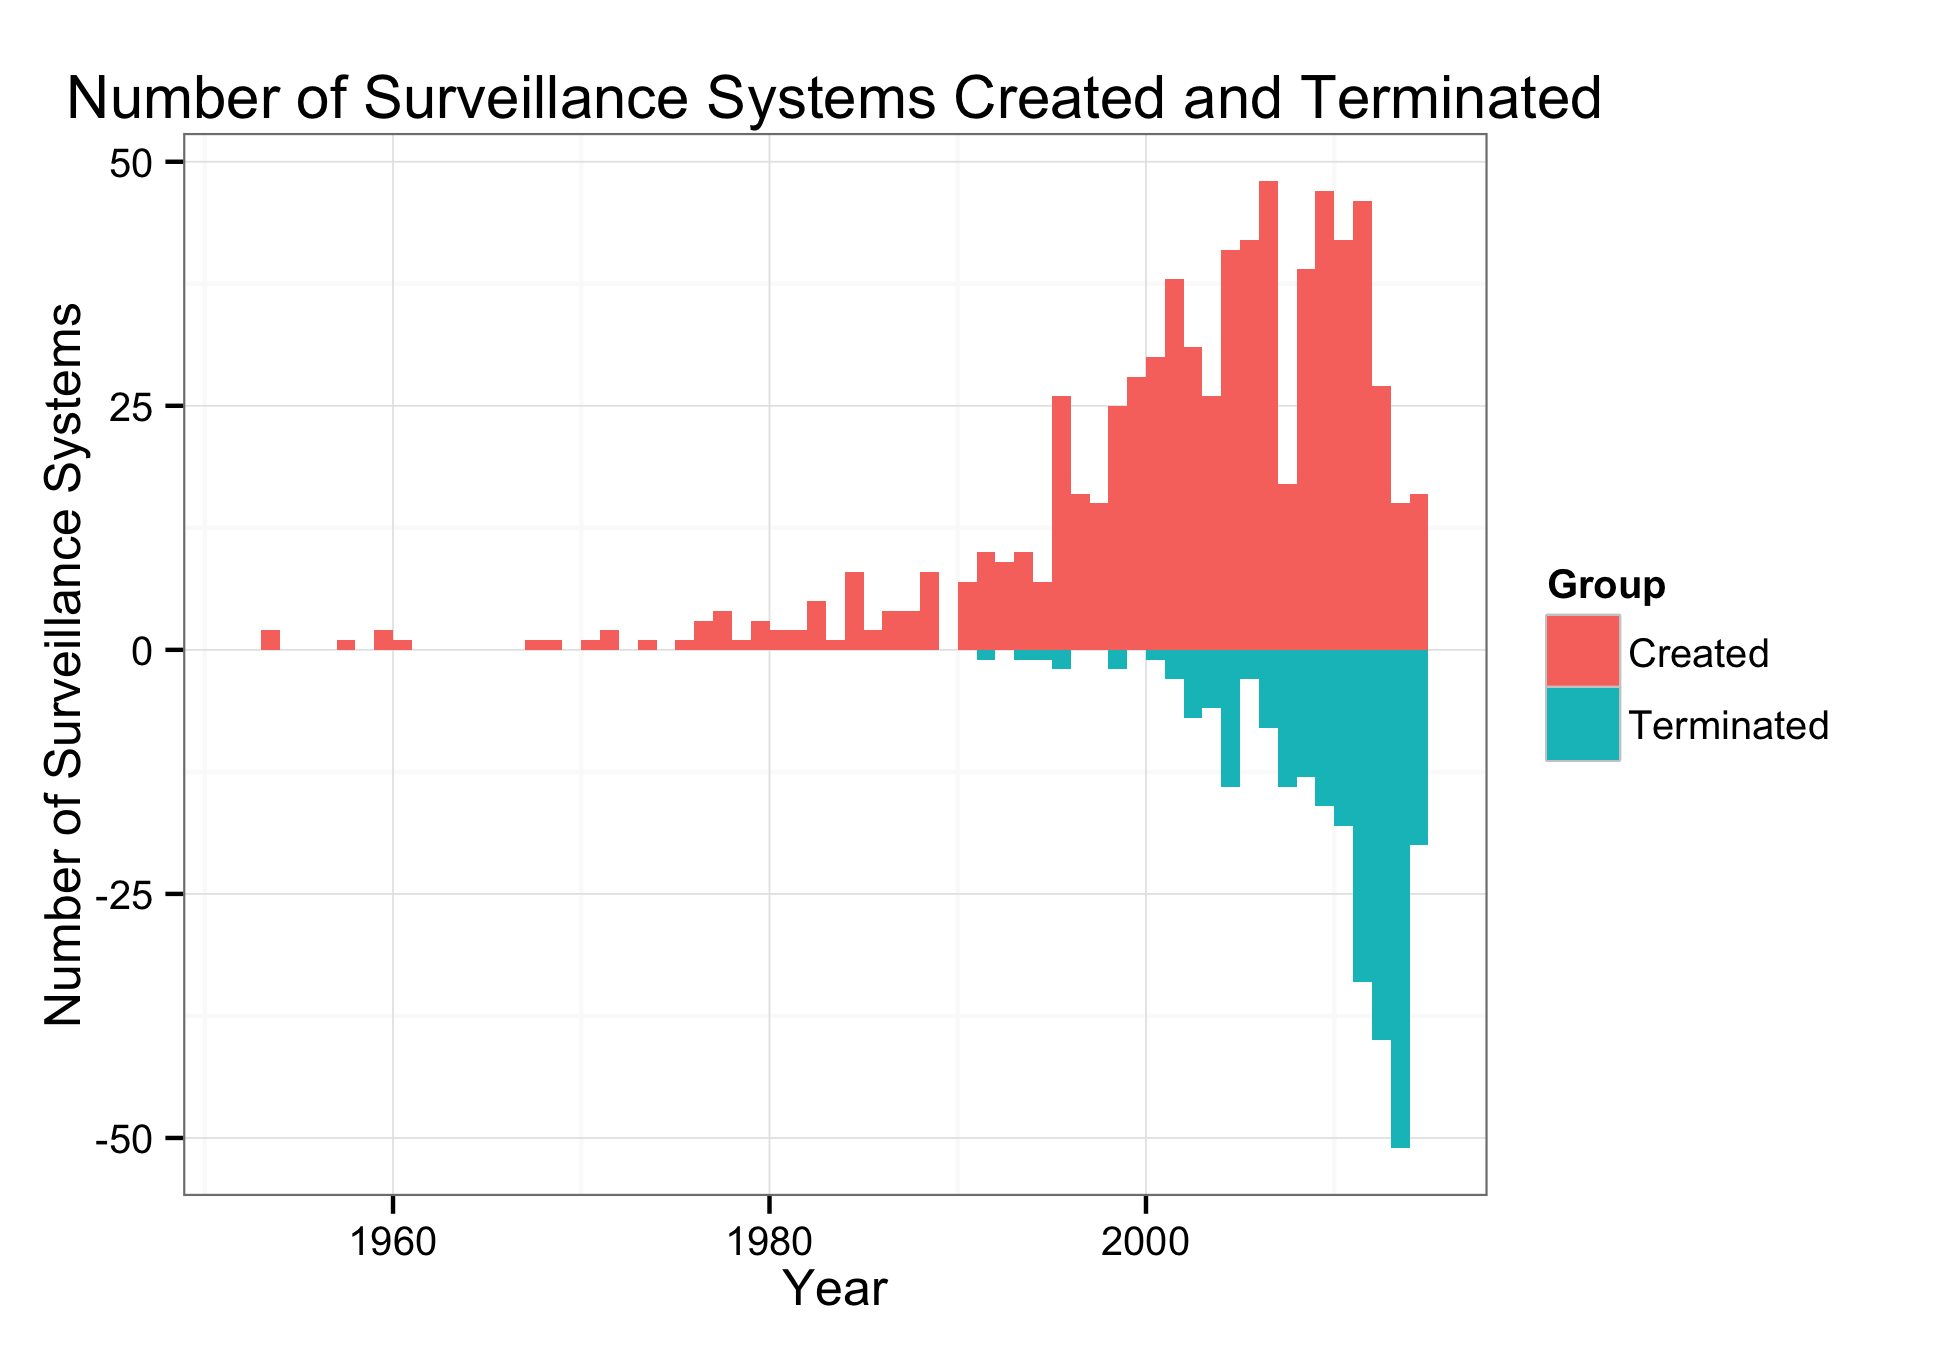 Number of Surveillance Systems Created and Terminated
Number of Surveillance Systems
50
25
0
-25
-50
1960
1980
2000
Year
Group
Created
Terminated